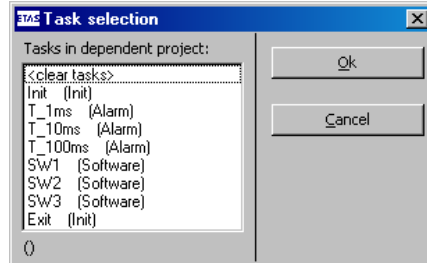 ETAS Task selection
Tasks in dependent project:
<clear tasks>
Init (Init)
T_1ms (Alarm)
T_10ms (Alarm)
T_100ms (Alarm)
SW1 (Software)
SW2 (Software)
SW3 (Software)
Exit (Init)
()
Ok
Cancel